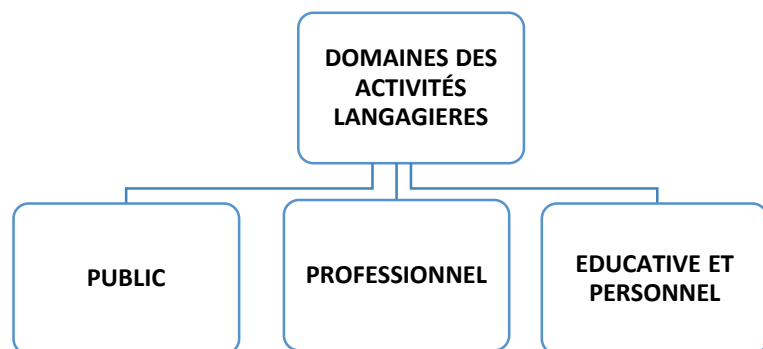 DOMAINES DES
ACTIVITÉS
LANGAGIERES
PUBLIC
PROFESSIONNEL
EDUCATIVE ET
PERSONNEL